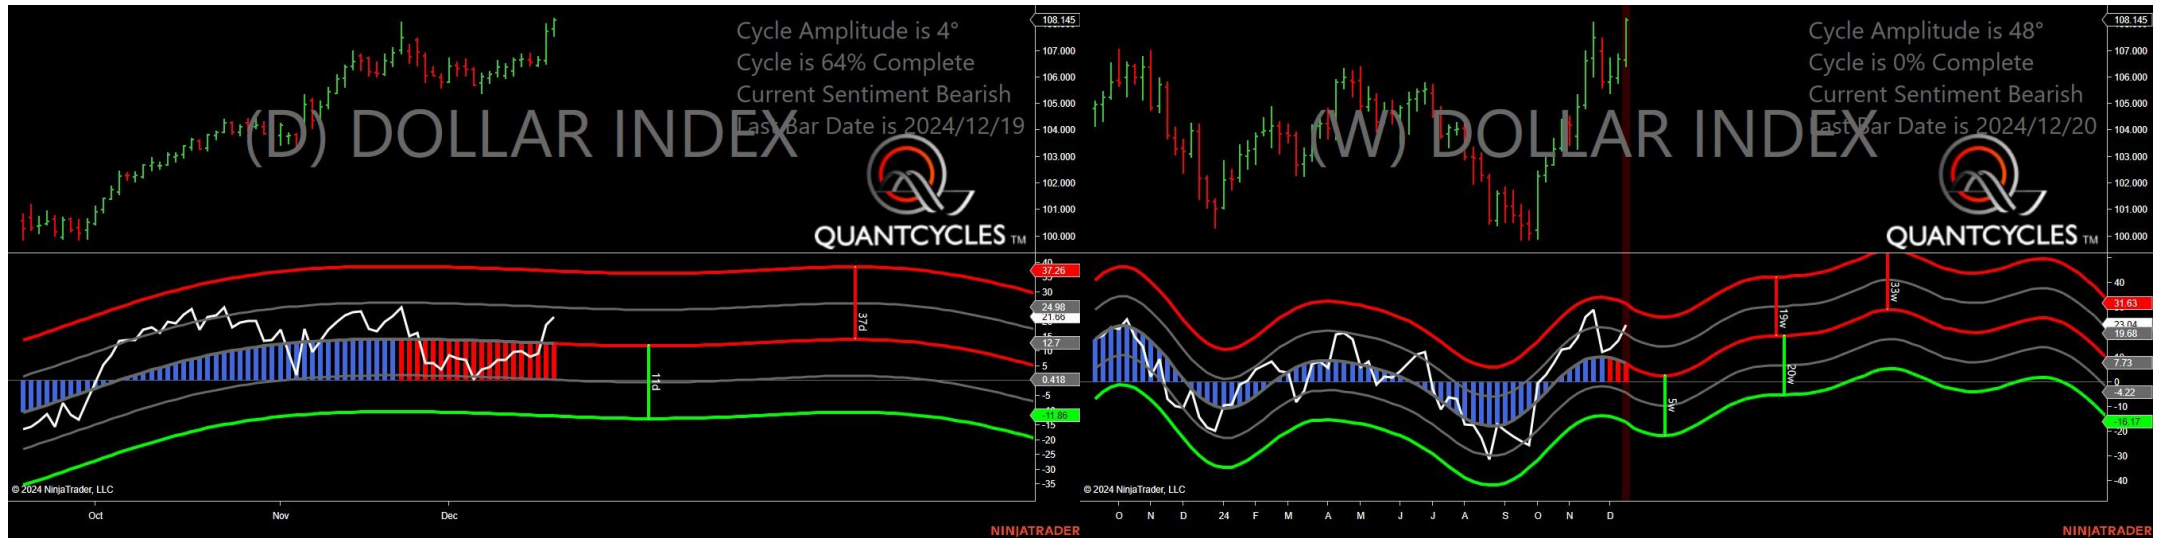 Cycle Amplitude is 4°
Cycle is 64% Complete
Current Sentiment Bearish
Last Bar Date is 2024/12/19
(D) DOLLAR INDEX
QUANTCYCLES TM
108.145
107.000
106.000
105.000
104.000
103.000
102.000
101.000
100.000
40
37.26
30
24.98
21.66
12.7
10
5
0.418
-5
-11.86
-15
-20
-25
-30
-35
37d
11d
© 2024 NinjaTrader, LLC
Oct Nov Dec
NINJATRADER
Cycle Amplitude is 48°
Cycle is 0% Complete
Current Sentiment Bearish
Last Bar Date is 2024/12/20
(W) DOLLAR INDEX
QUANTCYCLES TM
108.145
107.000
106.000
105.000
104.000
103.000
102.000
101.000
100.000
40
31.63
23.04
19.68
7.73
0
-4.22
-10
-16.17
-20
-30
-40
5w
19w
20w
33w
© 2024 NinjaTrader, LLC
O N D 24 F M A M J J A S O N D
NINJATRADER